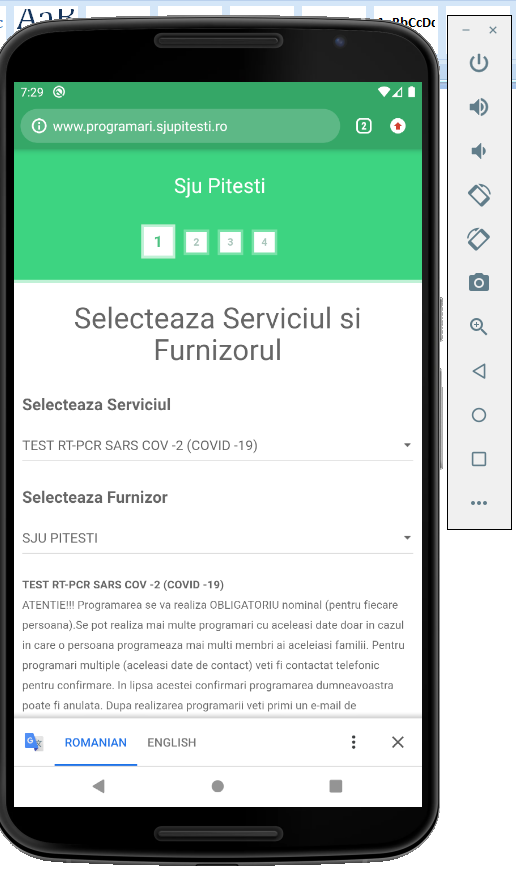 AaB
AaBbCcDc
7:29
www.programari.sjupitesti.ro
2
Sju Pitesti
1 2 3 4
Selecteaza Serviciul si
Furnizorul
Selecteaza Serviciul
TEST RT-PCR SARS COV -2 (COVID -19)
Selecteaza Furnizor
SJU PITESTI
TEST RT-PCR SARS COV -2 (COVID -19)
ATENTIE!!! Programarea se va realiza OBLIGATORIU nominal (pentru fiecare
persoana).Se pot realiza mai multe programari cu aceleasi date doar in cazul
in care o persoana programeaza mai multi membri ai aceleiasi familii. Pentru
programari multiple (aceleasi date de contact) veti fi contactat telefonic
pentru confirmare. In lipsa acestei confirmari programarea dumneavoastra
poate fi anulata. Dupa realizarea programarii veti primi un e-mail de
ROMANIAN ENGLISH